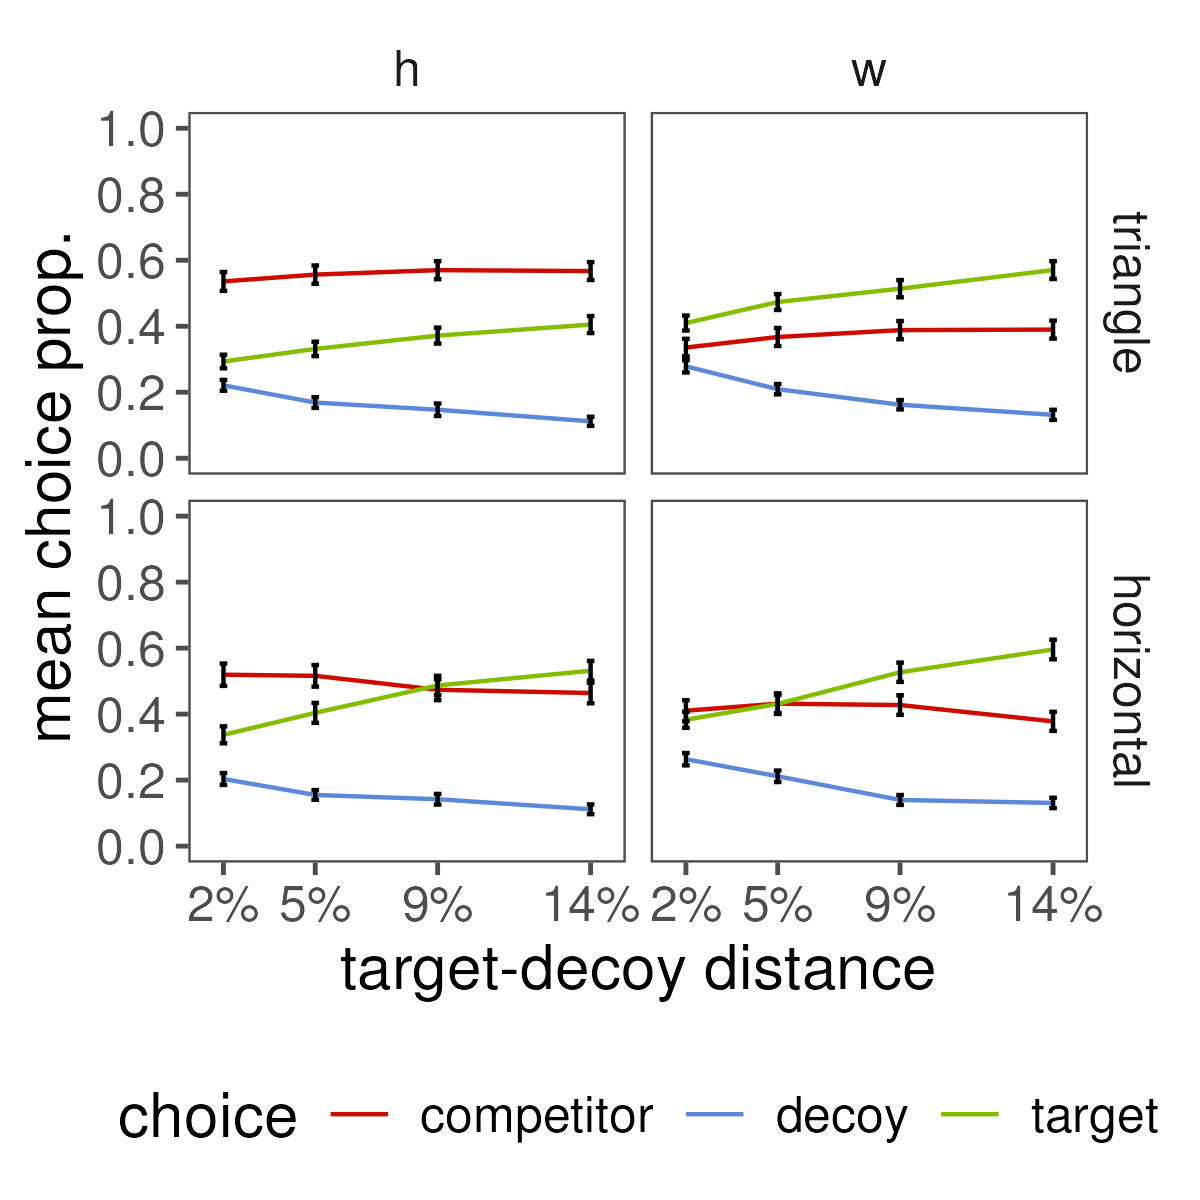 h w
mean choice prop.
1.0
0.8
0.6
0.4
0.2
0.0
triangle
1.0
0.8
0.6
0.4
0.2
0.0
horizontal
2% 5% 9% 14% 2% 5% 9% 14%
target-decoy distance
choice competitor decoy target